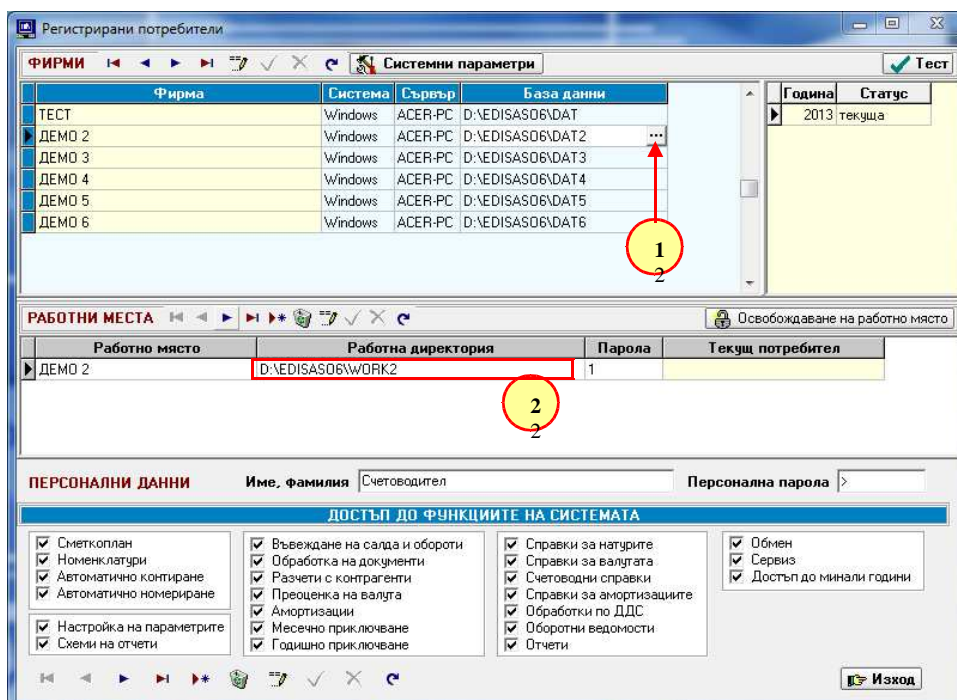 Регистрирани потребители
ФИРМИ Системни параметри Тест
Фирма Система Сървър База данни Година Статус
ТЕСТ Windows ACER-PC D:\EDISASO6\DAT 2013 текуща
ДЕМО 2 Windows ACER-PC D:\EDISASO6\DAT2 ...
ДЕМО 3 Windows ACER-PC D:\EDISASO6\DAT3
ДЕМО 4 Windows ACER-PC D:\EDISASO6\DAT4
ДЕМО 5 Windows ACER-PC D:\EDISASO6\DAT5
ДЕМО 6 Windows ACER-PC D:\EDISASO6\DAT6
1
2
РАБОТНИ МЕСТА Освобождаване на работно място
Работно място Работна директория Парола Текущ потребител
ДЕМО 2 D:\EDISASO6\WORK2 1
2
2
ПЕРСОНАЛНИ ДАННИ Име, фамилия Счетоводител Персонална парола >
ДОСТЪП ДО ФУНКЦИИТЕ НА СИСТЕМАТА
Сметкоплан
Номенклатури
Автоматично контиране
Автоматично номериране
Настройка на параметрите
Схеми на отчети
Въвеждане на салда и обороти
Обработка на документи
Разчети с контрагенти
Преоценка на валута
Амортизации
Месечно приключване
Годишно приключване
Справки за натурите
Справки за валутата
Счетоводни справки
Справки за амортизациите
Обработки по ДДС
Оборотни ведомости
Отчети
Обмен
Сервиз
Достъп до минали години
Изход